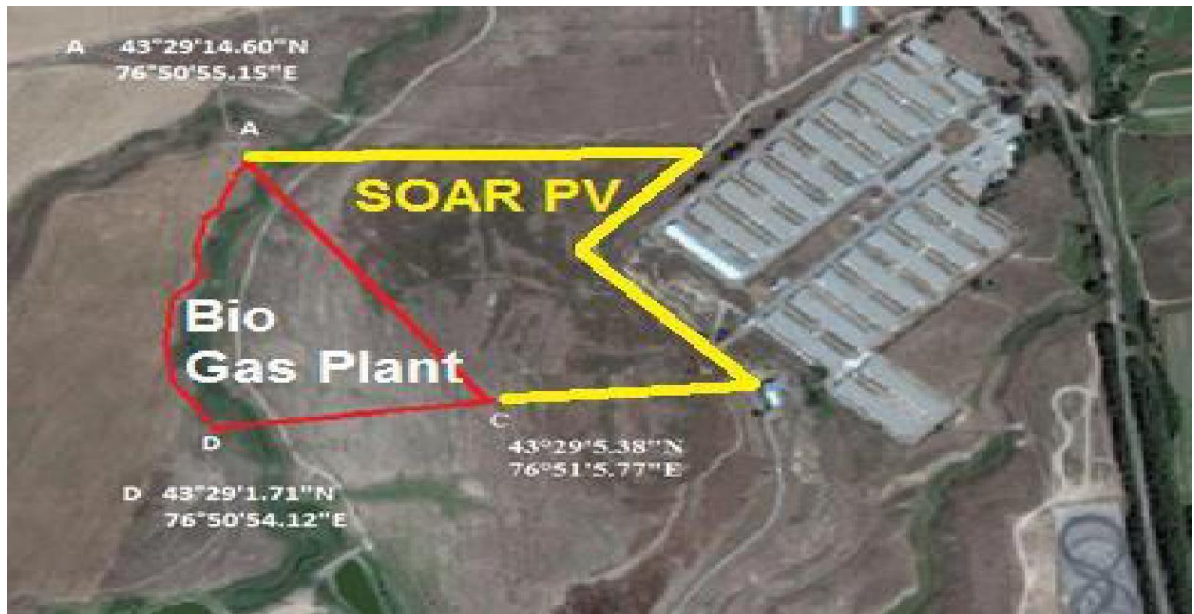 A 43°29'14.60"N
76°50'55.15"E
A
SOAR PV
Bio
Gas Plant
C
D
43°29'5.38"N
76°51'5.77"E
D 43°29'1.71"N
76°50'54.12"E